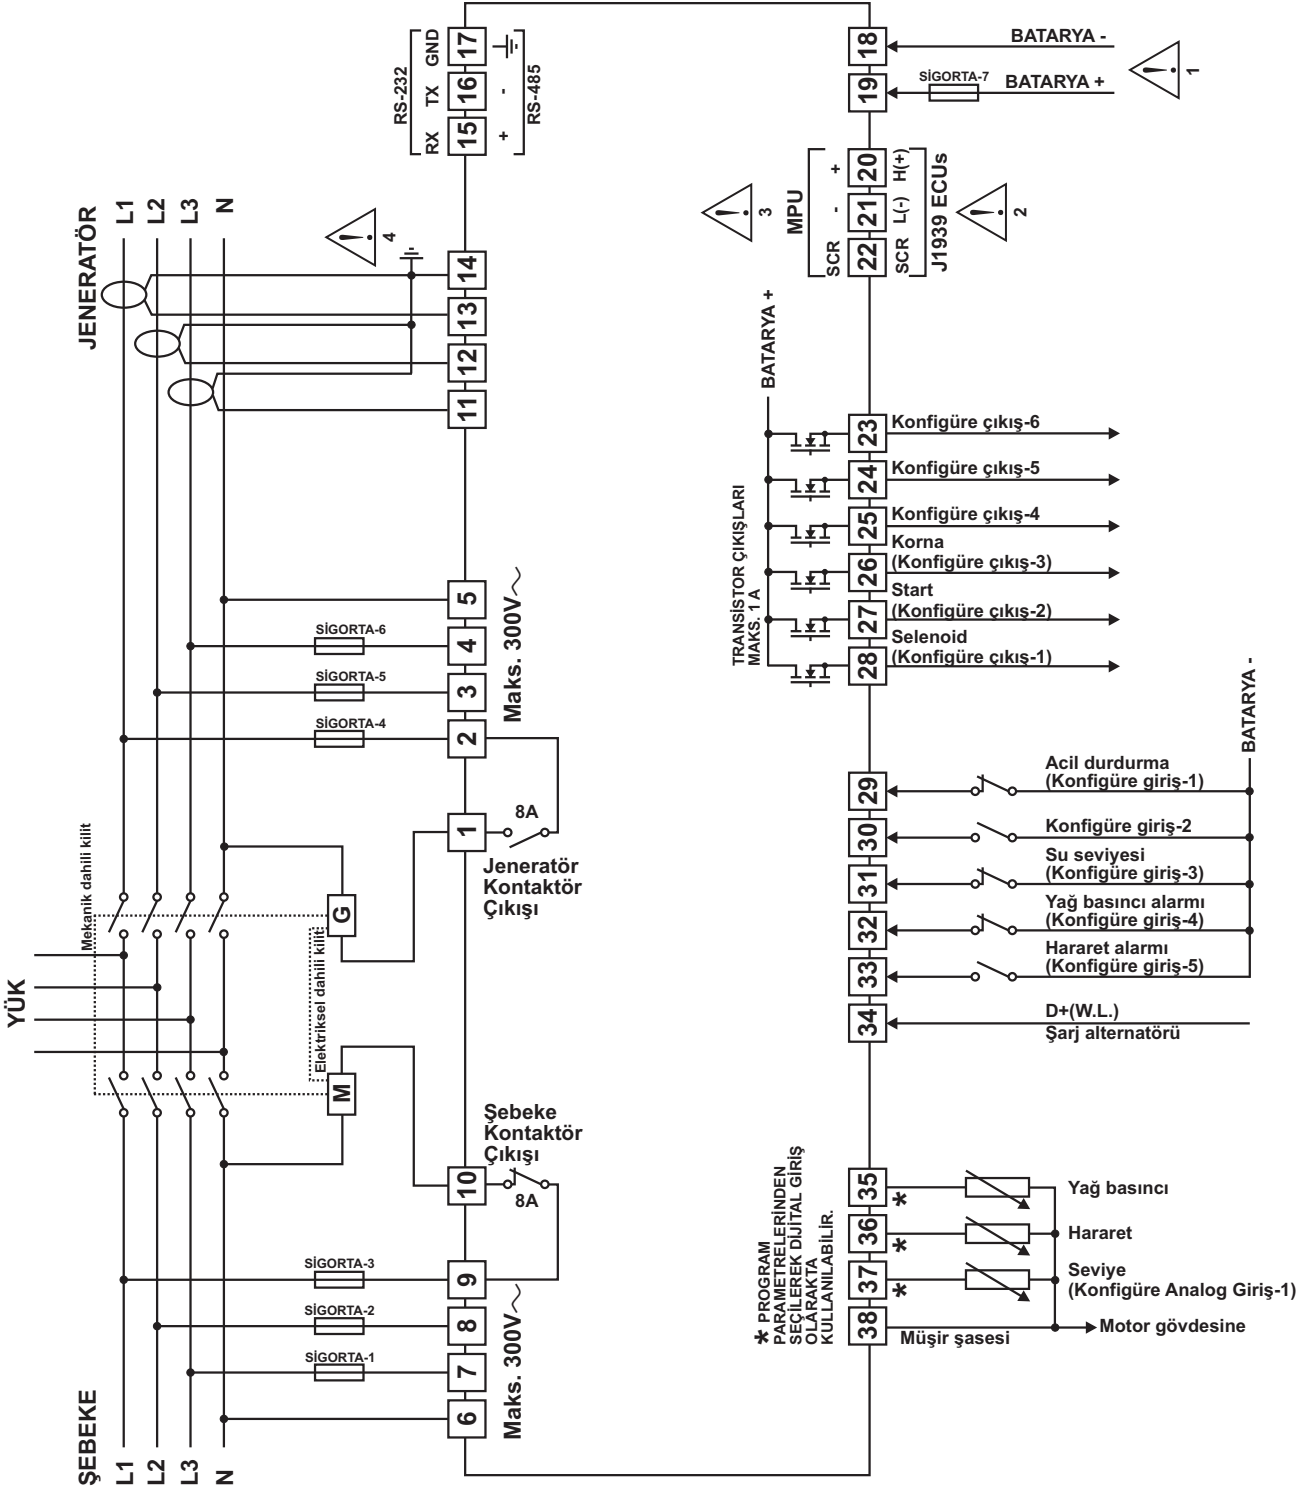 RS-232
RX TX GND
15 16 17
+ -
RS-485
JENERATÖR
L1
L2
L3
N
4
14
13
12
11
5
4
3
2
1
SİGORTA-6
SİGORTA-5
SİGORTA-4
Maks. 300V
8A
Jeneratör
Kontaktör
Çıkışı
Mekanik dahili kilit
Elektriksel dahili kilit
G
M
YÜK
Şebeke
Kontaktör
Çıkışı
8A
10
9
8
7
6
SİGORTA-3
SİGORTA-2
SİGORTA-1
Maks. 300V
ŞEBEKE
L1
L2
L3
N
18
BATARYA -
19
SİGORTA-7
BATARYA +
1
3
MPU
SCR - +
22 21 20
SCR L(-) H(+)
J1939 ECUs
2
BATARYA +
TRANSİSTOR ÇIKIŞLARI
MAKS. 1 A
23
Konfigüre çıkış-6
24
Konfigüre çıkış-5
25
Konfigüre çıkış-4
26
Korna
(Konfigüre çıkış-3)
27
Start
(Konfigüre çıkış-2)
28
Selenoid
(Konfigüre çıkış-1)
BATARYA -
29
Acil durdurma
(Konfigüre giriş-1)
30
Konfigüre giriş-2
31
Su seviyesi
(Konfigüre giriş-3)
32
Yağ basıncı alarmı
(Konfigüre giriş-4)
33
Hararet alarmı
(Konfigüre giriş-5)
34
D+(W.L.)
Şarj alternatörü
* PROGRAM
PARAMETRELERİNDEN
SEÇİLEREK DİJİTAL GİRİŞ
OLARAKTA
KULLANILABİLİR.
35
*
Yağ basıncı
36
*
Hararet
37
*
Seviye
(Konfigüre Analog Giriş-1)
38
Müşir şasesi
Motor gövdesine